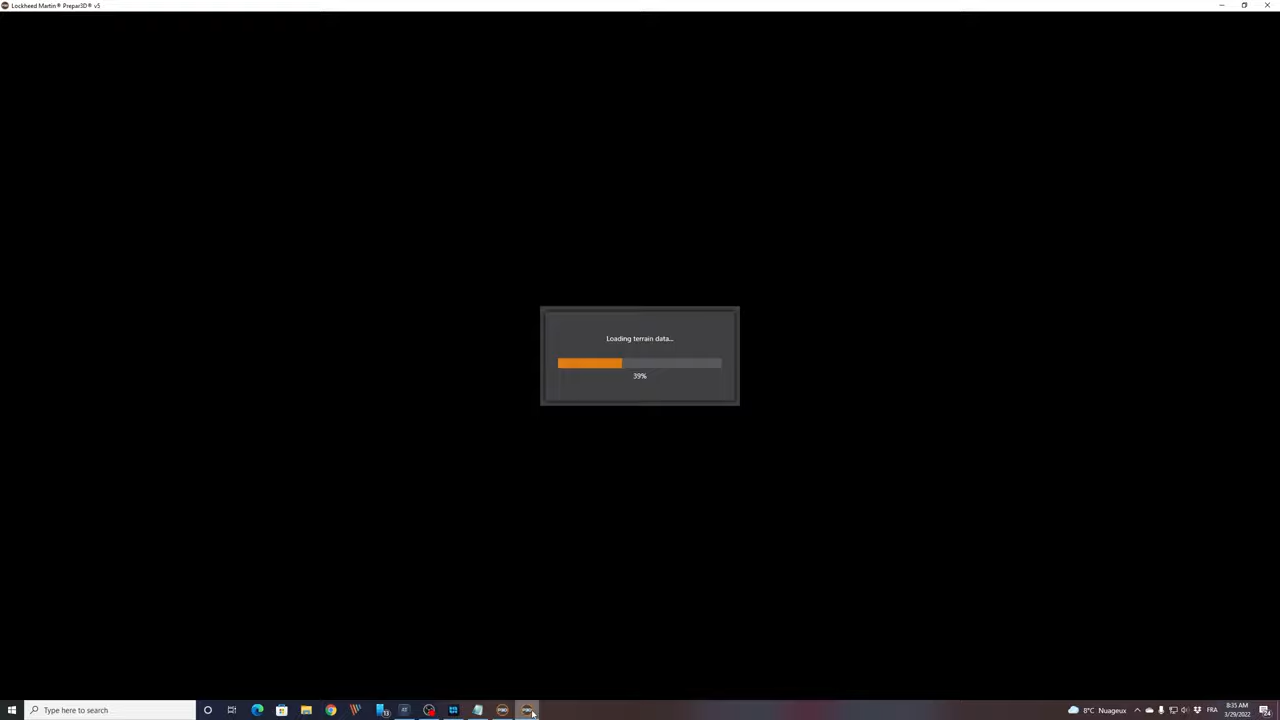 Lockheed Martin® Prepar3D® v5
Loading terrain data...
39%
Type here to search
8°C Nuageux
FRA
8:35 AM
3/29/2022